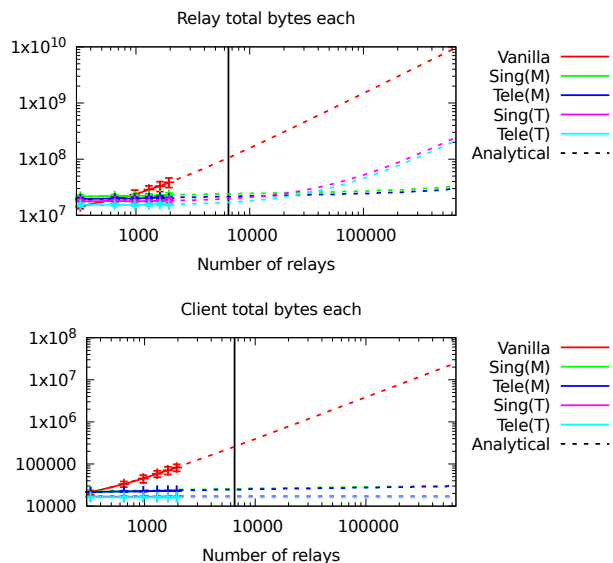 Relay total bytes each
1x10^10
1x10^9
1x10^8
1x10^7
1000
10000
100000
Number of relays
Vanilla
Sing(M)
Tele(M)
Sing(T)
Tele(T)
Analytical
Client total bytes each
1x10^8
1x10^7
1x10^6
100000
10000
1000
10000
100000
Number of relays
Vanilla
Sing(M)
Tele(M)
Sing(T)
Tele(T)
Analytical